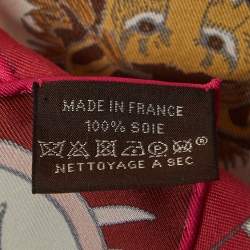 MADE IN FRANCE
100% SOIE
NETTOYAGE A SEC